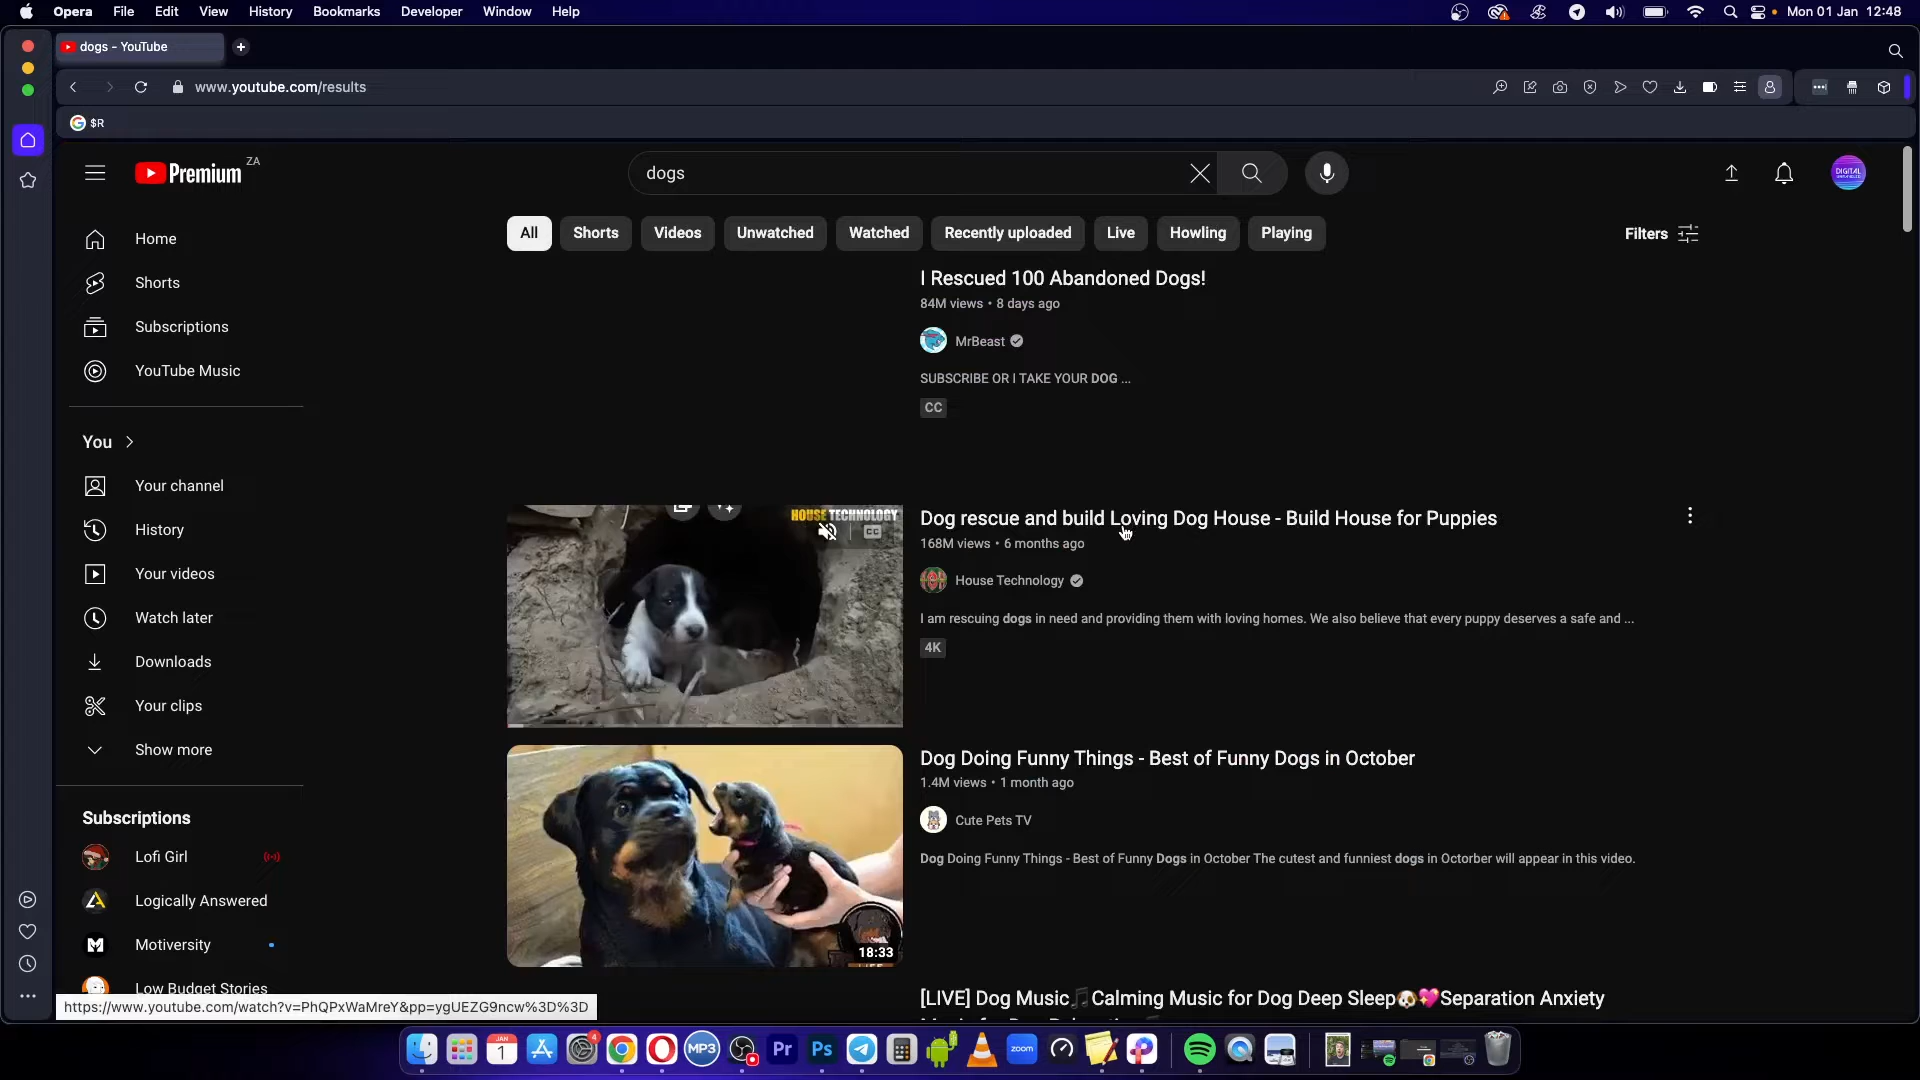 Opera File Edit View History Bookmarks Developer Window Help
Mon 01 Jan 12:48
dogs - YouTube
www.youtube.com/results
$R
Premium ZA
dogs
DIGITAL
All Shorts Videos Unwatched Watched Recently uploaded Live Howling Playing
Filters
Home
Shorts
Subscriptions
YouTube Music
You
Your channel
History
Your videos
Watch later
Downloads
Your clips
Show more
Subscriptions
Lofi Girl
Logically Answered
Motiversity
Low Budget Stories
https://www.youtube.com/watch?v=PhQPxWaMreY&pp=ygUEZG9ncw%3D%3D
I Rescued 100 Abandoned Dogs!
84M views • 8 days ago
MrBeast
SUBSCRIBE OR I TAKE YOUR DOG ...
CC
HOUSE TECHNOLOGY
CC
Dog rescue and build Loving Dog House - Build House for Puppies
168M views • 6 months ago
House Technology
I am rescuing dogs in need and providing them with loving homes. We also believe that every puppy deserves a safe and ...
4K
18:33
Dog Doing Funny Things - Best of Funny Dogs in October
1.4M views • 1 month ago
Cute Pets TV
Dog Doing Funny Things - Best of Funny Dogs in October The cutest and funniest dogs in Octorber will appear in this video.
[LIVE] Dog Music🎵Calming Music for Dog Deep Sleep🐶💖Separation Anxiety
JAN
1
4
MP3
Pr
Ps
zoom